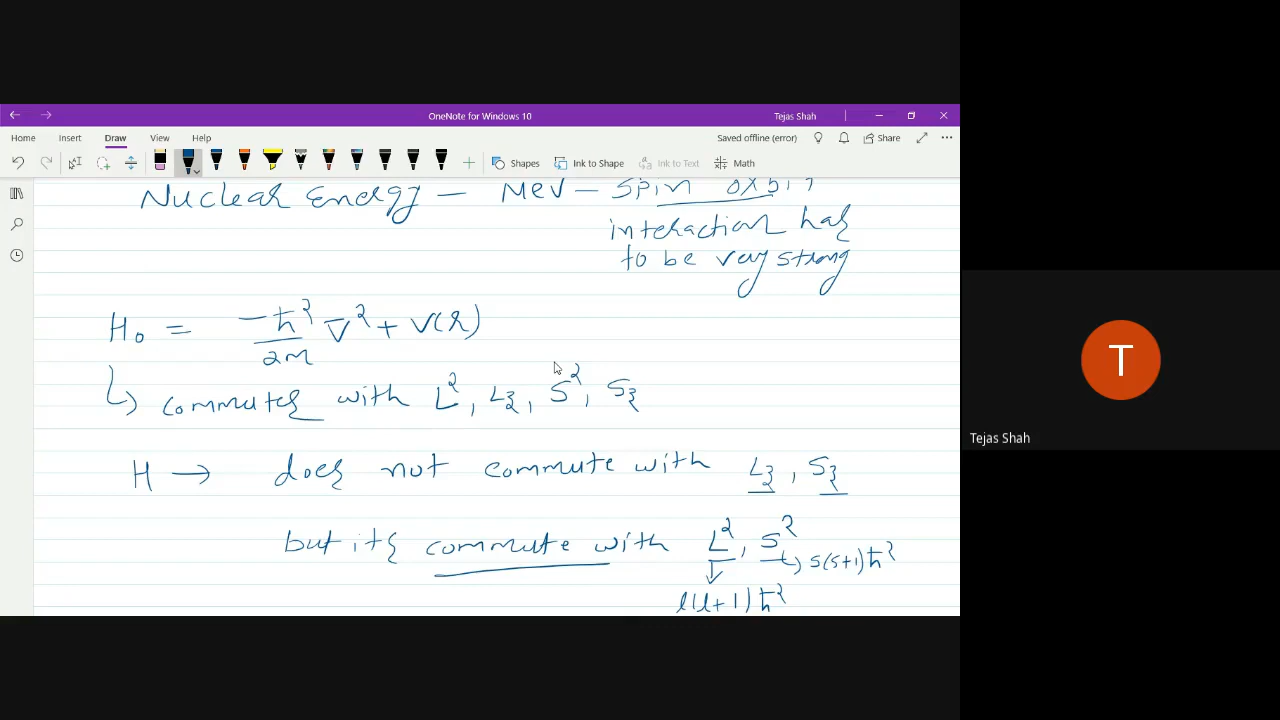 OneNote for Windows 10
Tejas Shah
Home Insert Draw View Help
Saved offline (error)
Share
Shapes
Ink to Shape
Ink to Text
Math
Nuclear Energy – MeV – spin orbit
interaction has
to be very strong
H₀ = -ħ²/2m ∇² + V(r)
↳ commutes with L², Lz, S², Sz
H → does not commute with Lz, Sz
but its commute with L², S²
↳ s(s+1)ħ²
l(l+1)ħ²
T
Tejas Shah